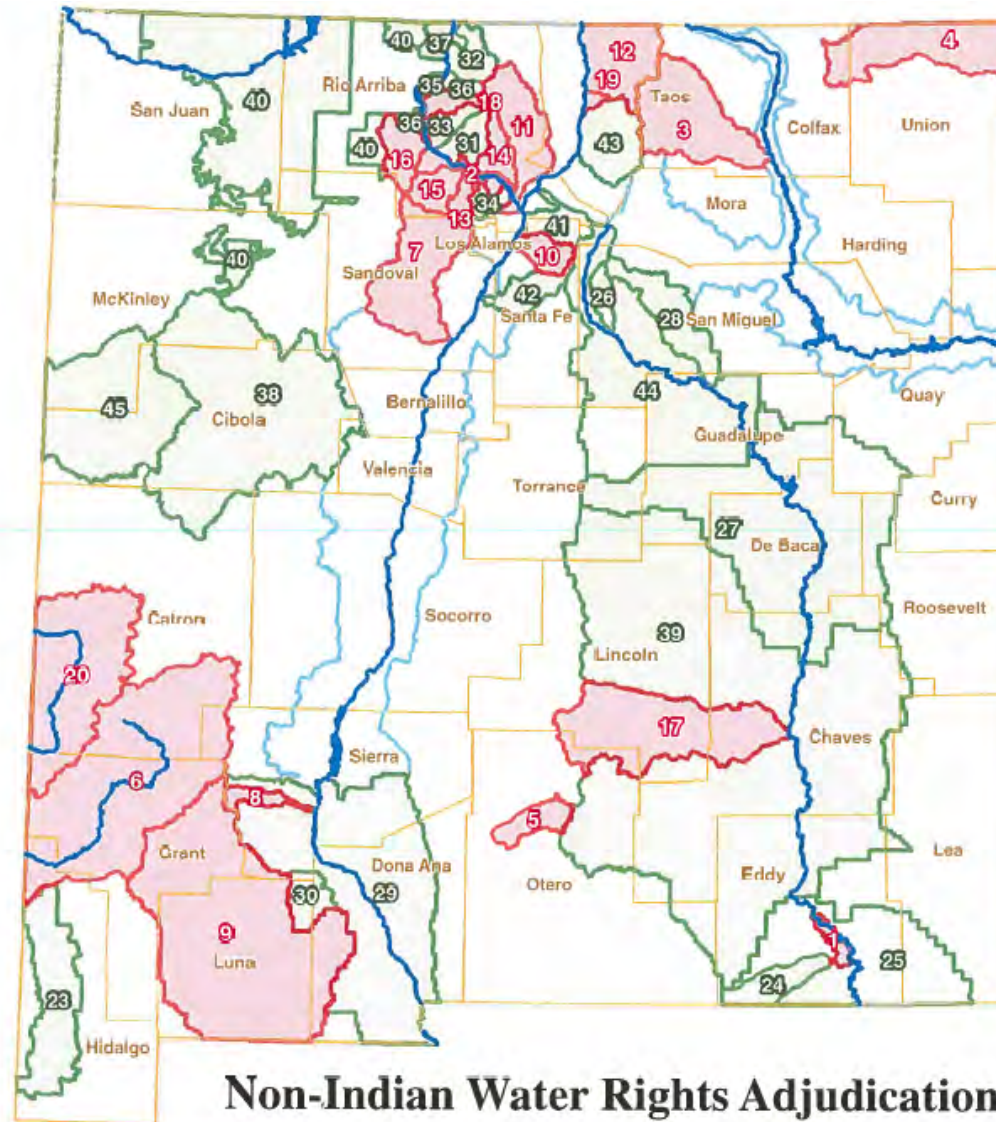 40
37
32
12
4
San Juan
40
Rio Arriba
35
36
18
19
Taos
Colfax
Union
36
33
11
3
40
31
14
43
16
2
15
34
Mora
13
41
Harding
7
Los Alamos
40
Sandoval
10
McKinley
42
26
Santa Fe
28
San Miguel
45
38
Cibola
Bernalillo
44
Quay
Guadalupe
Valencia
Torrance
Curry
27
De Baca
Catron
Socorro
Roosevelt
39
20
Lincoln
17
Chaves
6
Sierra
8
5
Grant
Dona Ana
Lea
Eddy
Otero
30
29
9
1
25
Luna
24
23
Hidalgo
Non-Indian Water Rights Adjudication